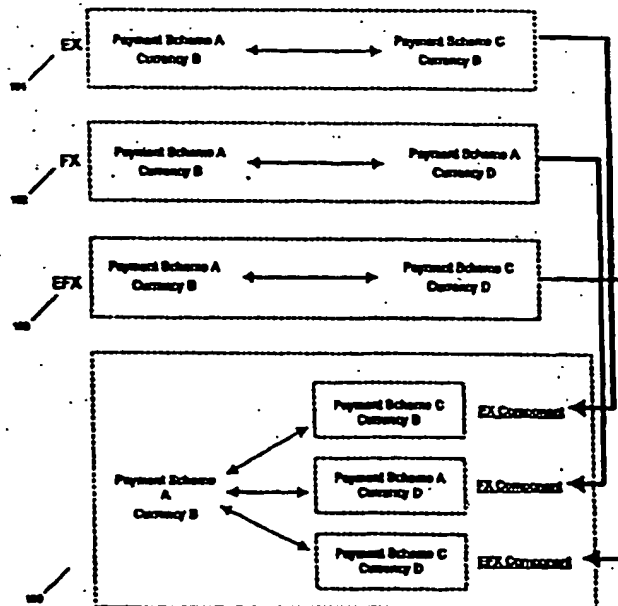 EX
Payment Scheme A
Currency B
Payment Scheme C
Currency B
FX
Payment Scheme A
Currency B
Payment Scheme A
Currency D
EFX
Payment Scheme A
Currency B
Payment Scheme C
Currency D
Payment Scheme C
Currency B
EX Component
Payment Scheme
A
Currency B
Payment Scheme A
Currency D
FX Component
Payment Scheme C
Currency D
EFX Component